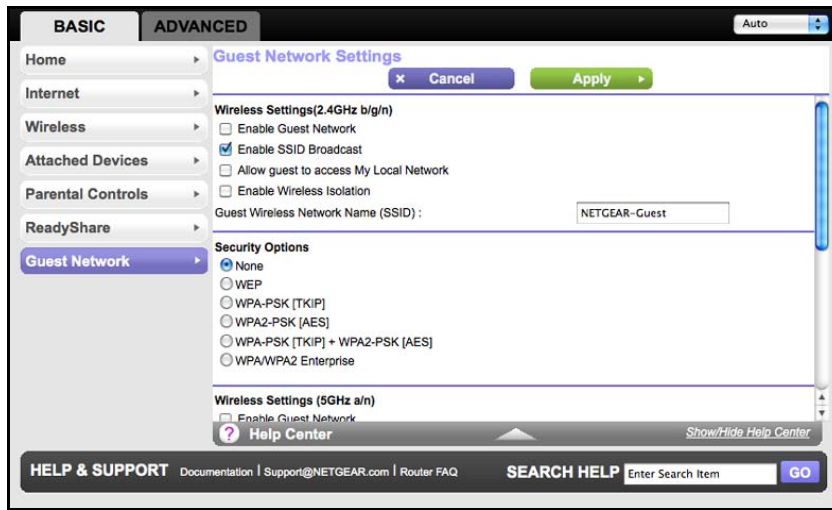 BASIC ADVANCED Auto
Home
Internet
Wireless
Attached Devices
Parental Controls
ReadyShare
Guest Network
Guest Network Settings
× Cancel Apply
Wireless Settings(2.4GHz b/g/n)
Enable Guest Network
Enable SSID Broadcast
Allow guest to access My Local Network
Enable Wireless Isolation
Guest Wireless Network Name (SSID) : NETGEAR-Guest
Security Options
None
WEP
WPA-PSK [TKIP]
WPA2-PSK [AES]
WPA-PSK [TKIP] + WPA2-PSK [AES]
WPA/WPA2 Enterprise
Wireless Settings (5GHz a/n)
Enable Guest Network
? Help Center Show/Hide Help Center
HELP & SUPPORT Documentation | Support@NETGEAR.com | Router FAQ SEARCH HELP Enter Search Item GO